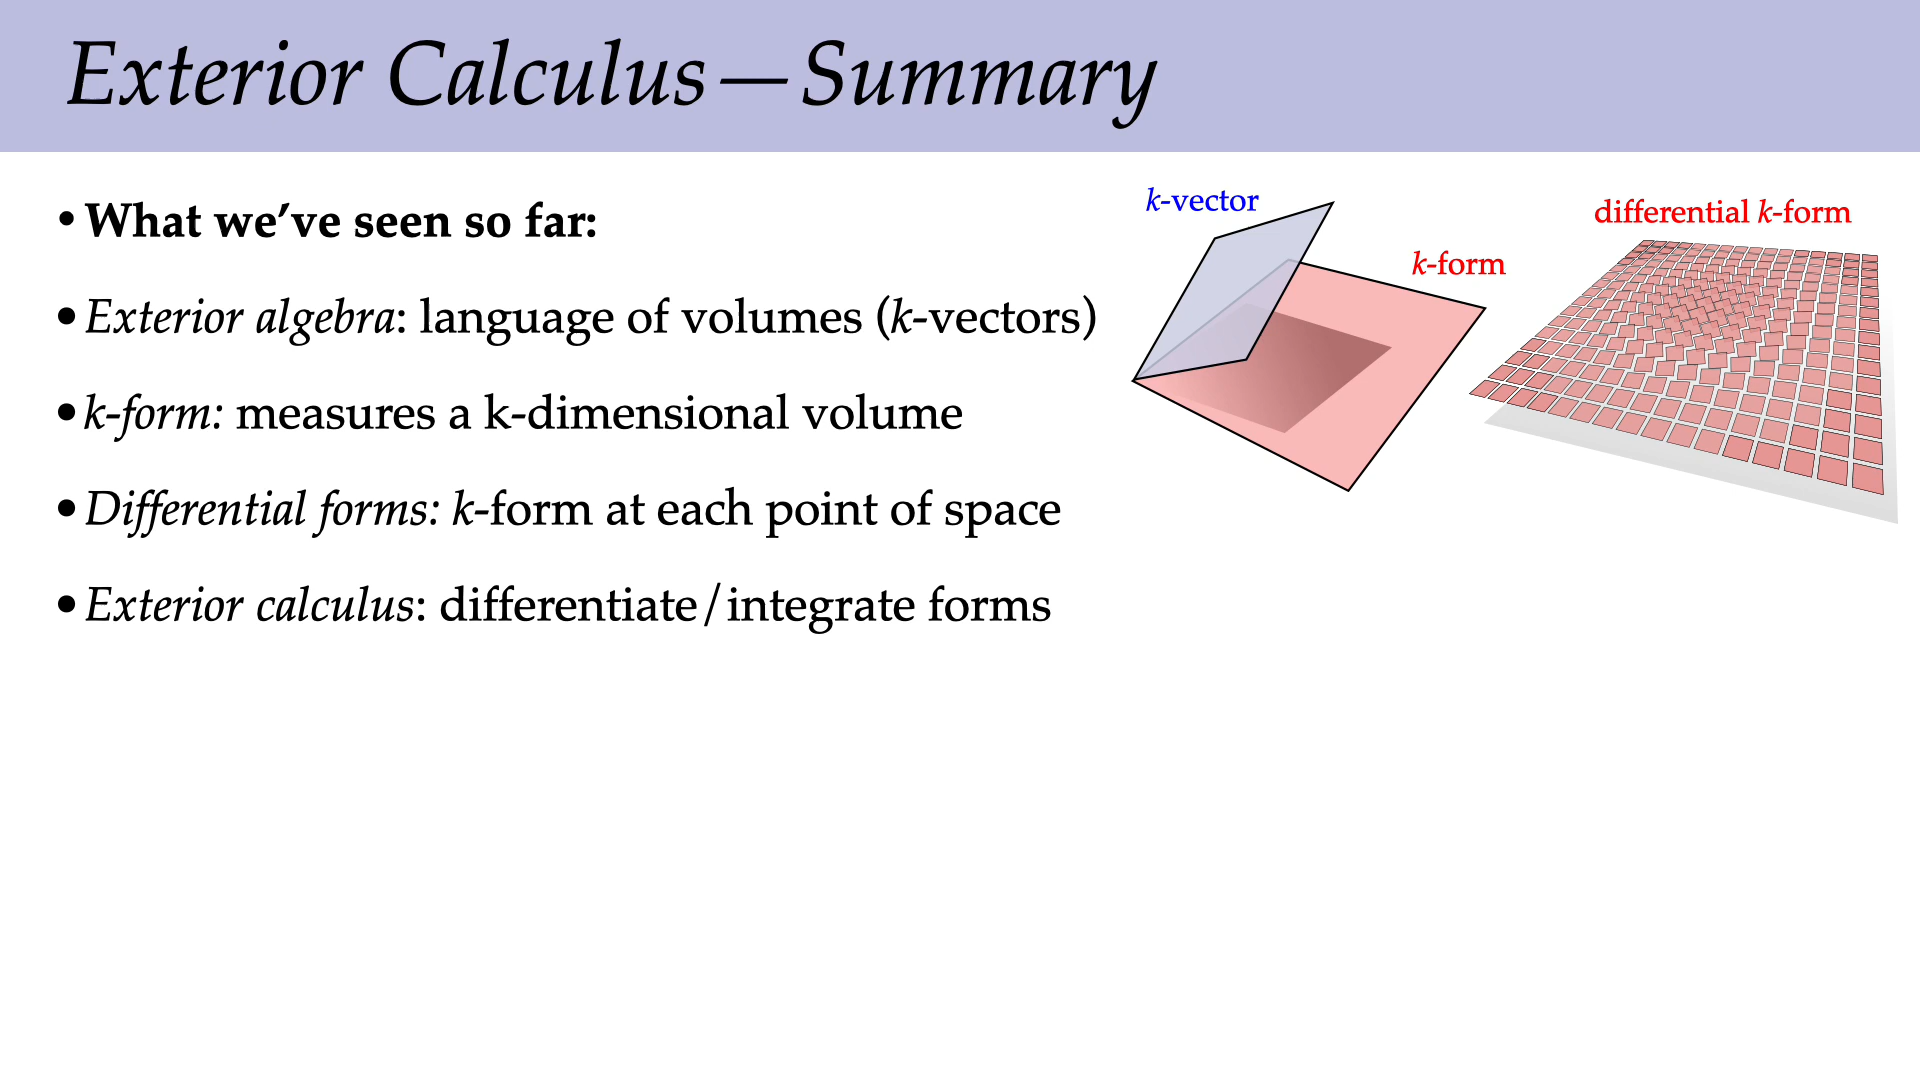 Exterior Calculus—Summary
•What we’ve seen so far:
•Exterior algebra: language of volumes (k-vectors)
•k-form: measures a k-dimensional volume
•Differential forms: k-form at each point of space
•Exterior calculus: differentiate/integrate forms
k-vector
k-form
differential k-form